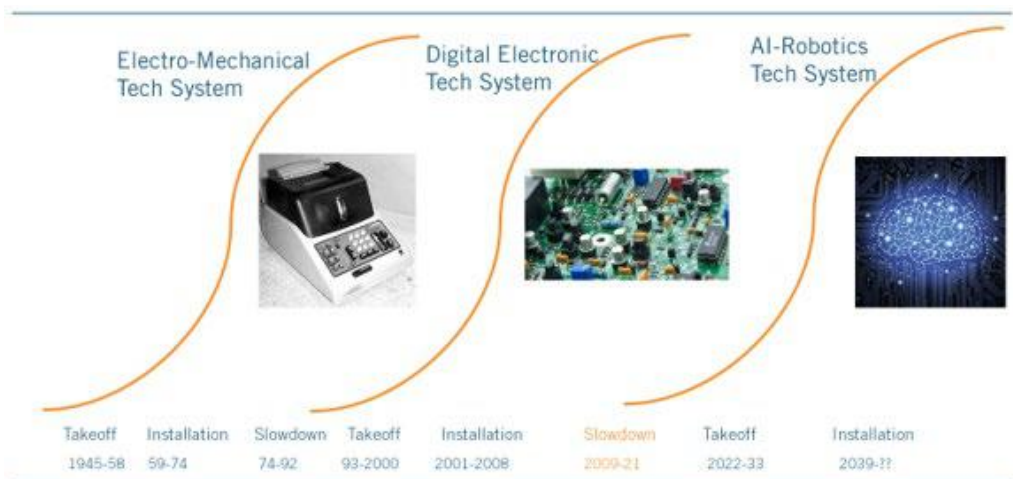 Electro-Mechanical
Tech System
Digital Electronic
Tech System
AI-Robotics
Tech System
Takeoff Installation Slowdown Takeoff Installation Slowdown Takeoff Installation
1945-58 59-74 74-92 93-2000 2001-2008 2009-21 2022-33 2039-??